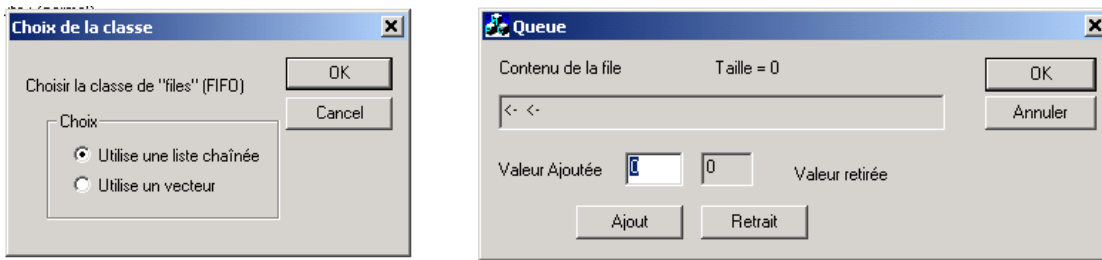 Choix de la classe
Choisir la classe de "files" (FIFO)
OK
Cancel
Choix
Utilise une liste chaînée
Utilise un vecteur
Queue
Contenu de la file
Taille = 0
OK
<- <-
Annuler
Valeur Ajoutée
0
0
Valeur retirée
Ajout
Retrait